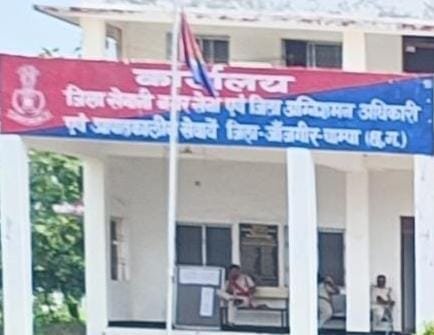 कार्यालय
जिला सेनानी नगर सेना एवं जिला अग्निशमन अधिकारी
एवं आपातकालीन सेवायें जिला-जाँजगीर-चाम्पा (छ.ग.)